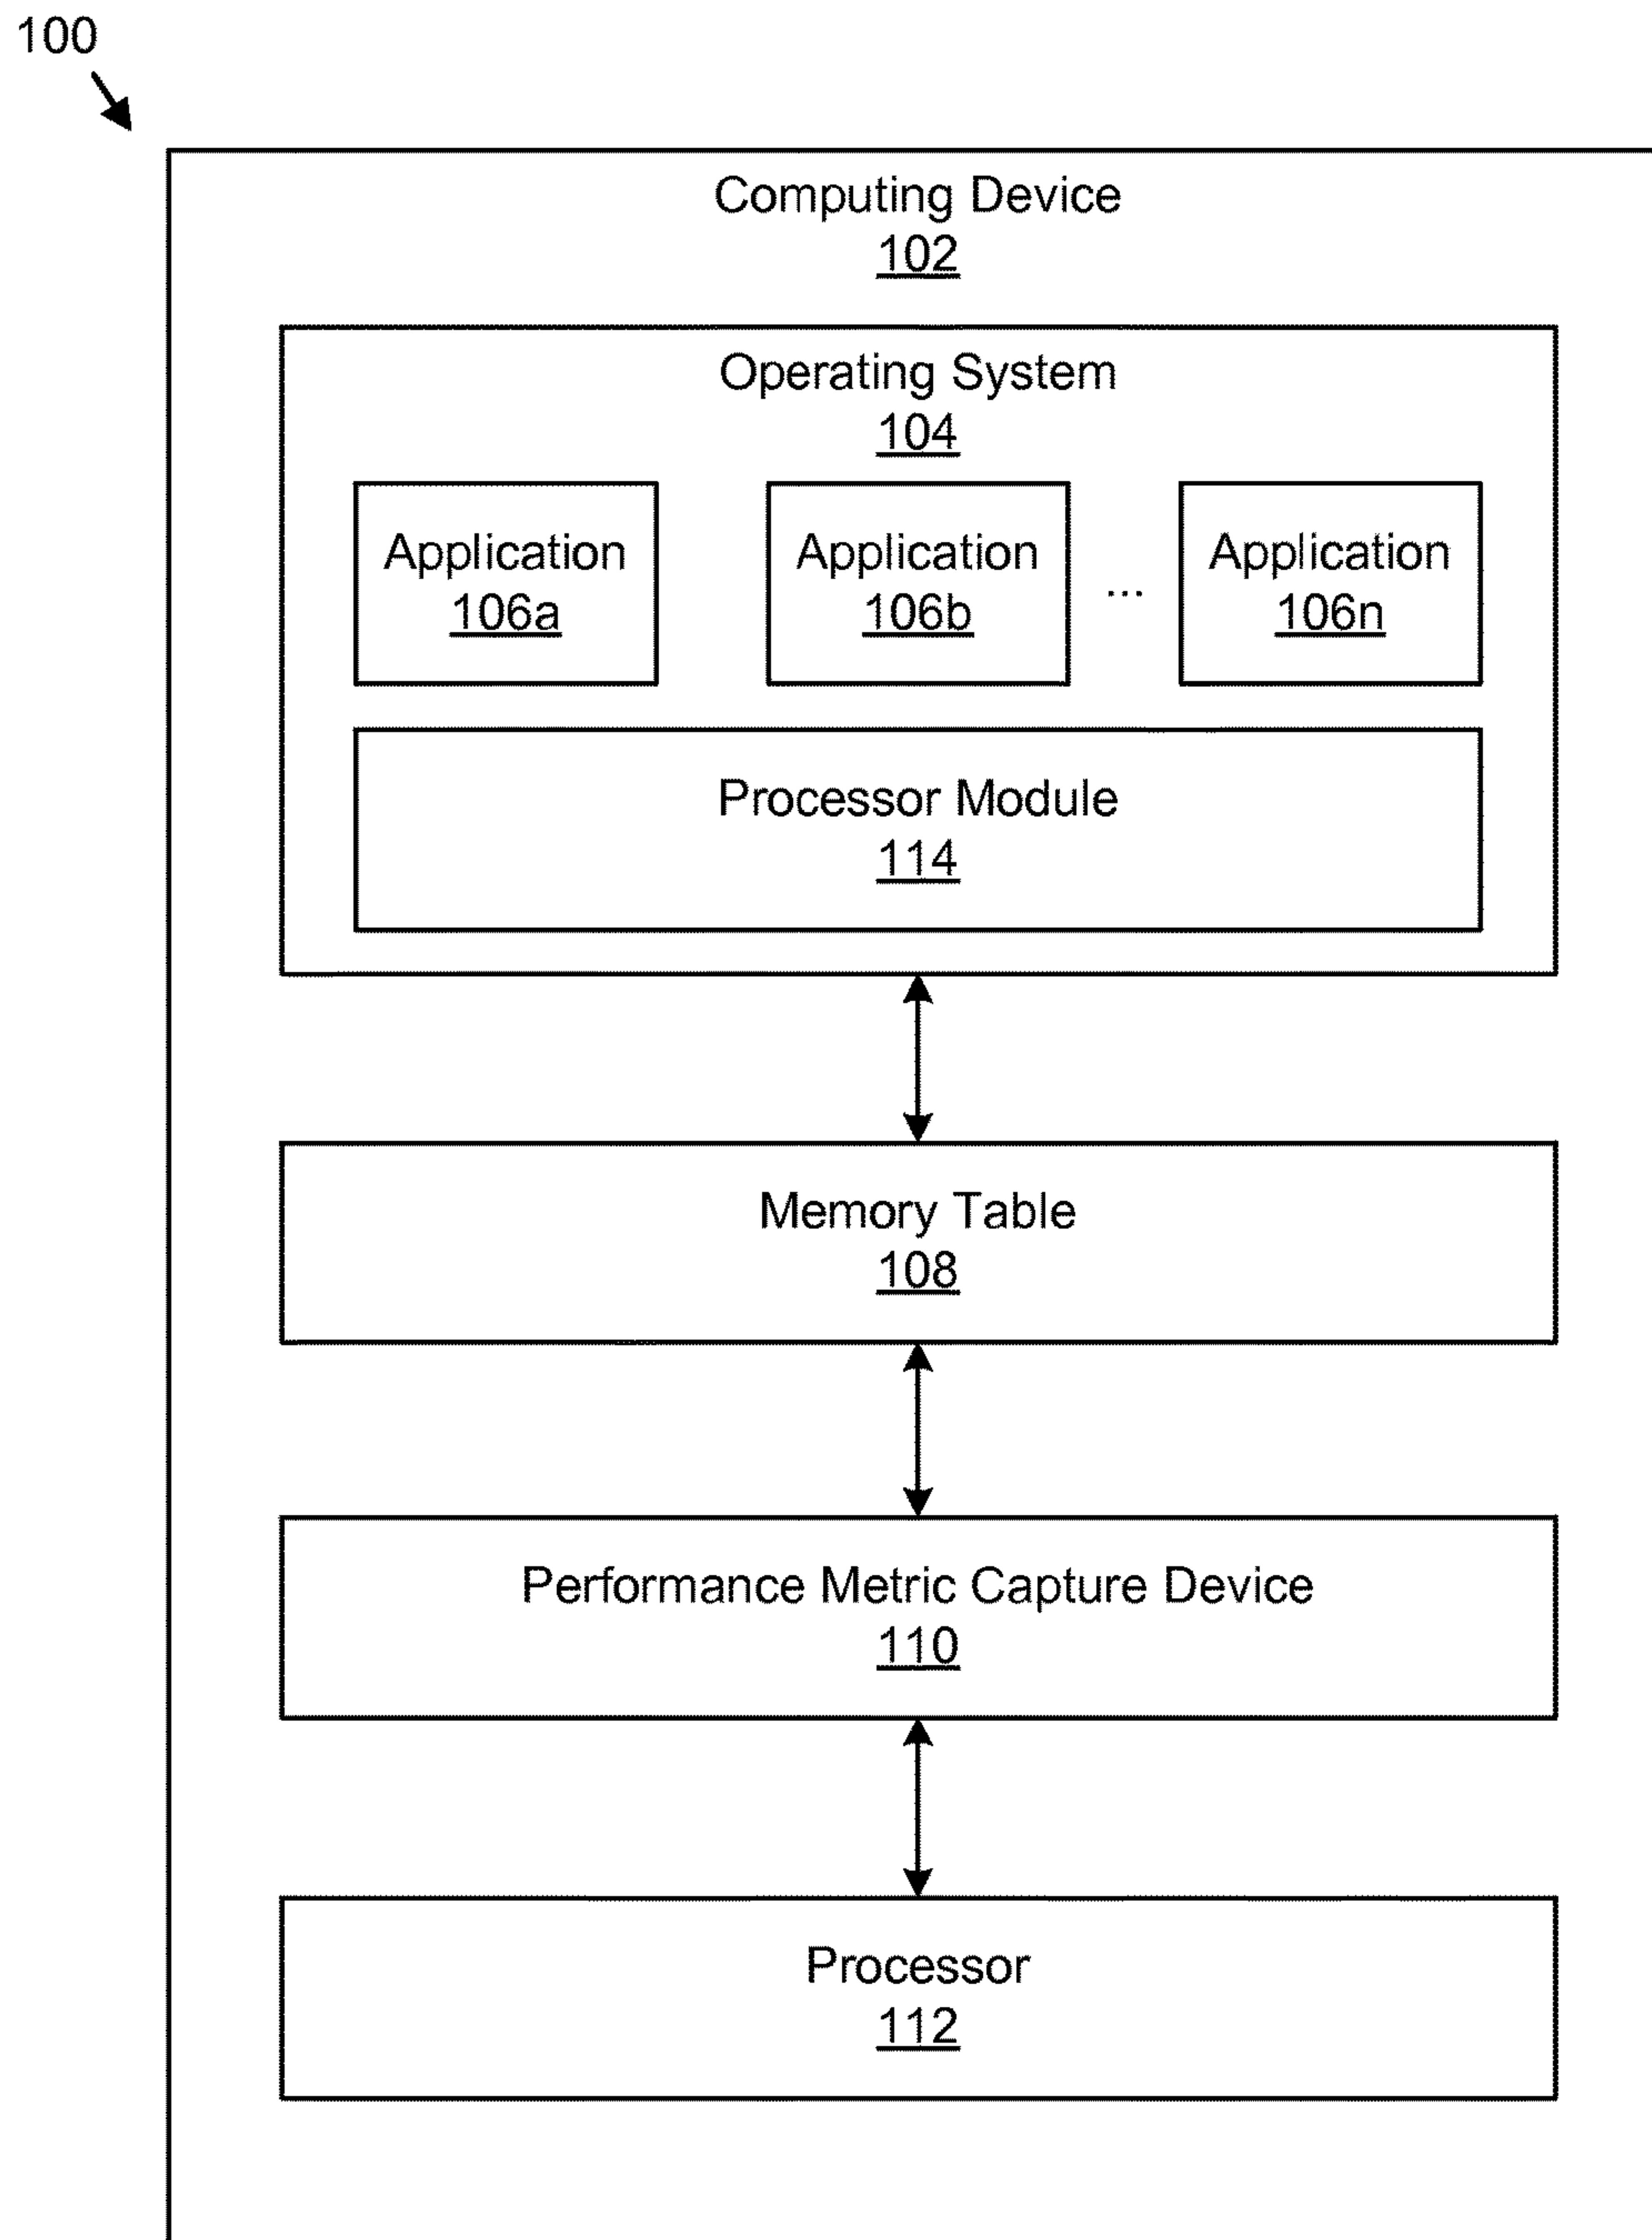 100
Computing Device
102
Operating System
104
Application Application Application
106a 106b ... 106n
Processor Module
114
Memory Table
108
Performance Metric Capture Device
110
Processor
112